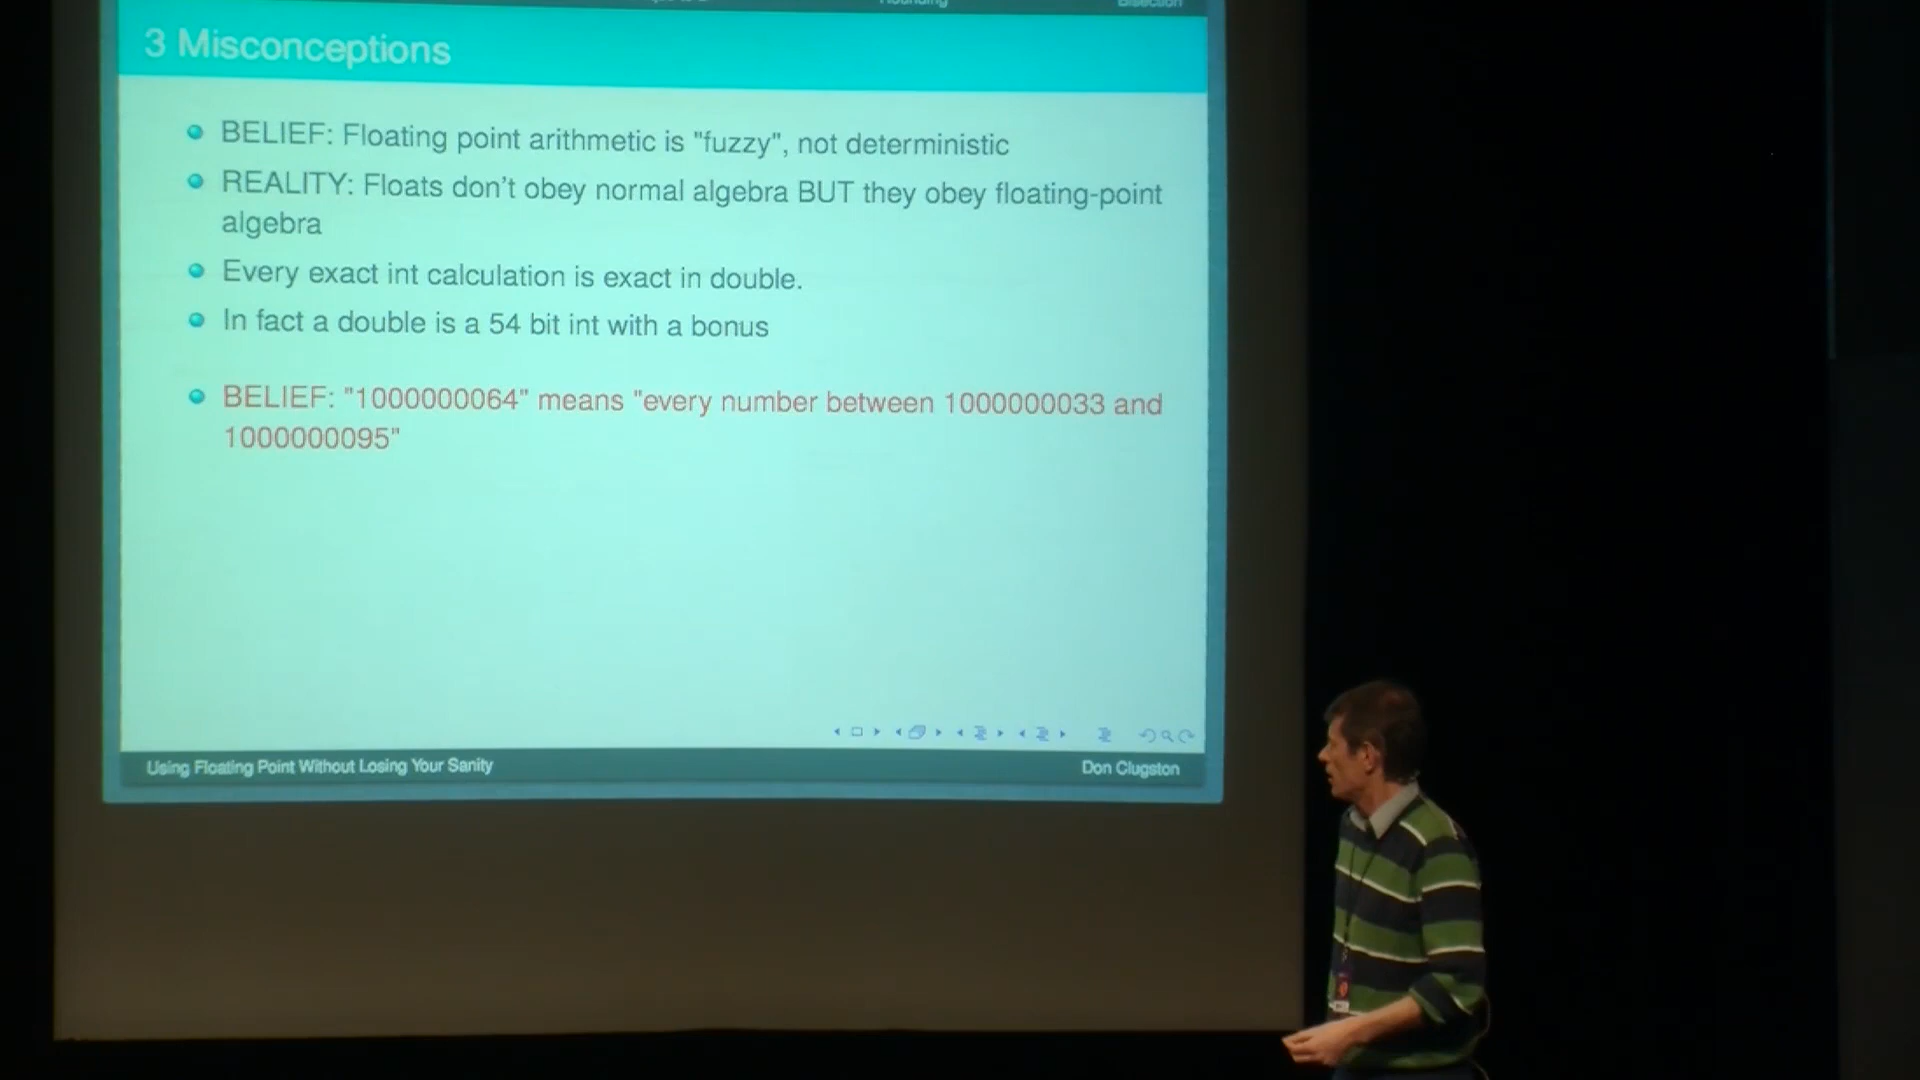 Rounding
Bisection
3 Misconceptions
BELIEF: Floating point arithmetic is "fuzzy", not deterministic
REALITY: Floats don't obey normal algebra BUT they obey floating-point
algebra
Every exact int calculation is exact in double.
In fact a double is a 54 bit int with a bonus
BELIEF: "1000000064" means "every number between 1000000033 and
1000000095"
Using Floating Point Without Losing Your Sanity
Don Clugston